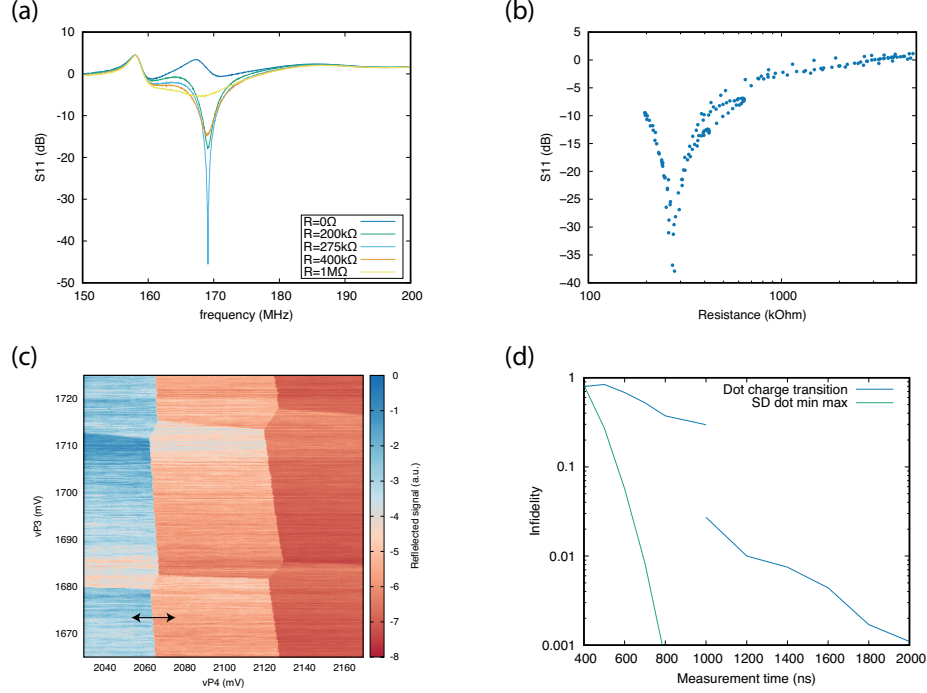 (a)
10
0
−10
−20
−30
−40
−50
S11 (dB)
R=0Ω
R=200kΩ
R=275kΩ
R=400kΩ
R=1MΩ
150 160 170 180 190 200
frequency (MHz)
(b)
5
0
−5
−10
−15
−20
−25
−30
−35
−40
S11 (dB)
100 1000
Resistance (kOhm)
(c)
1720
1710
1700
1690
1680
1670
vP3 (mV)
2040 2060 2080 2100 2120 2140 2160
vP4 (mV)
0
-1
-2
-3
-4
-5
-6
-7
-8
Reflelected signal (a.u.)
(d)
1
0.1
0.01
0.001
Infidelity
Dot charge transition
SD dot min max
400 600 800 1000 1200 1400 1600 1800 2000
Measurement time (ns)